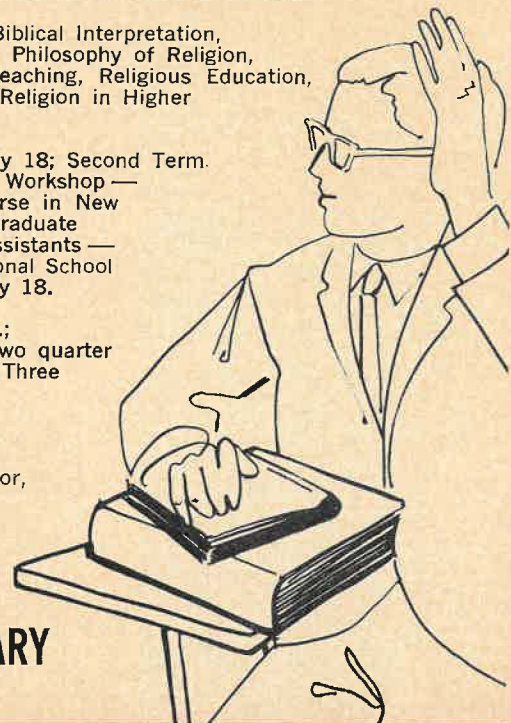 Biblical Interpretation,
Philosophy of Religion,
eaching, Religious Education,
Religion in Higher
y 18; Second Term.
Workshop —
rse in New
raduate
ssistants —
onal School
y 18.
.;
wo quarter
Three
or,
ARY